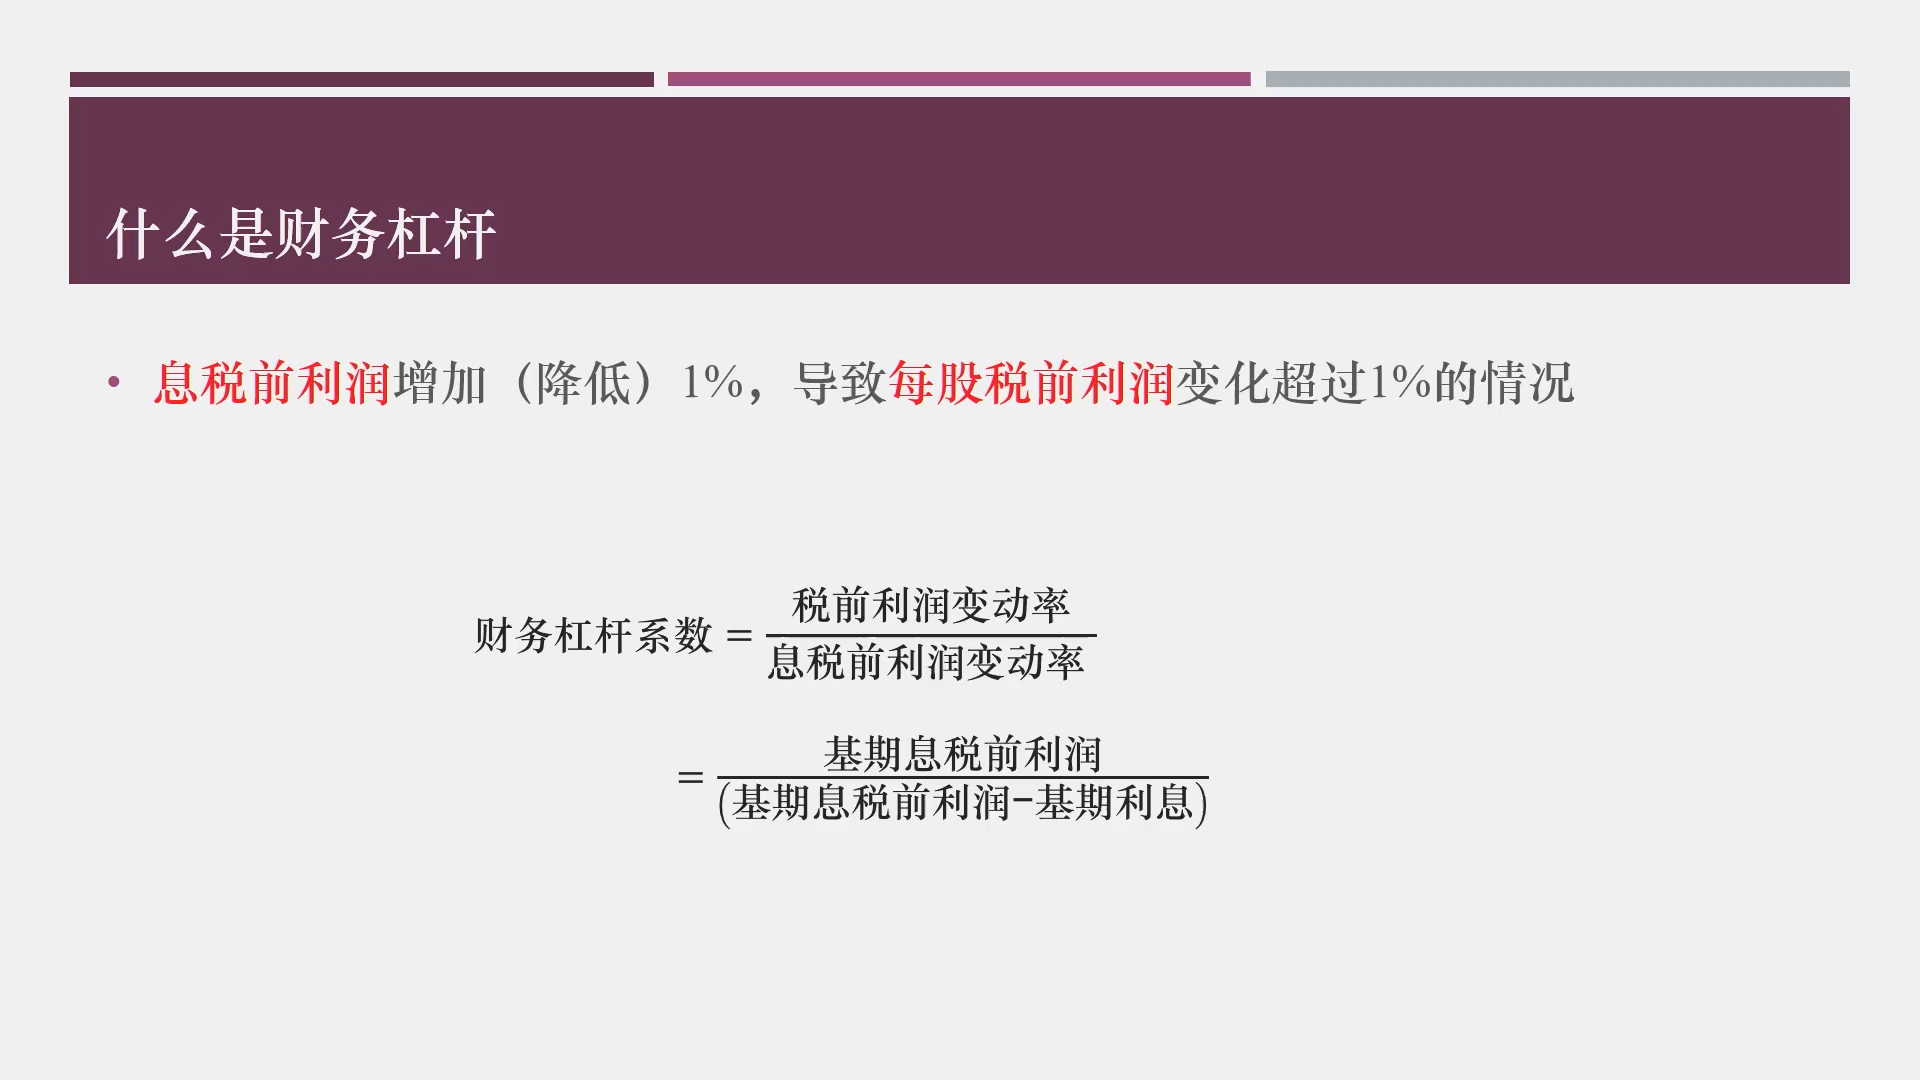 什么是财务杠杆
• 息税前利润增加（降低）1%，导致每股税前利润变化超过1%的情况
财务杠杆系数 = 税前利润变动率
息税前利润变动率
= 基期息税前利润
(基期息税前利润−基期利息)